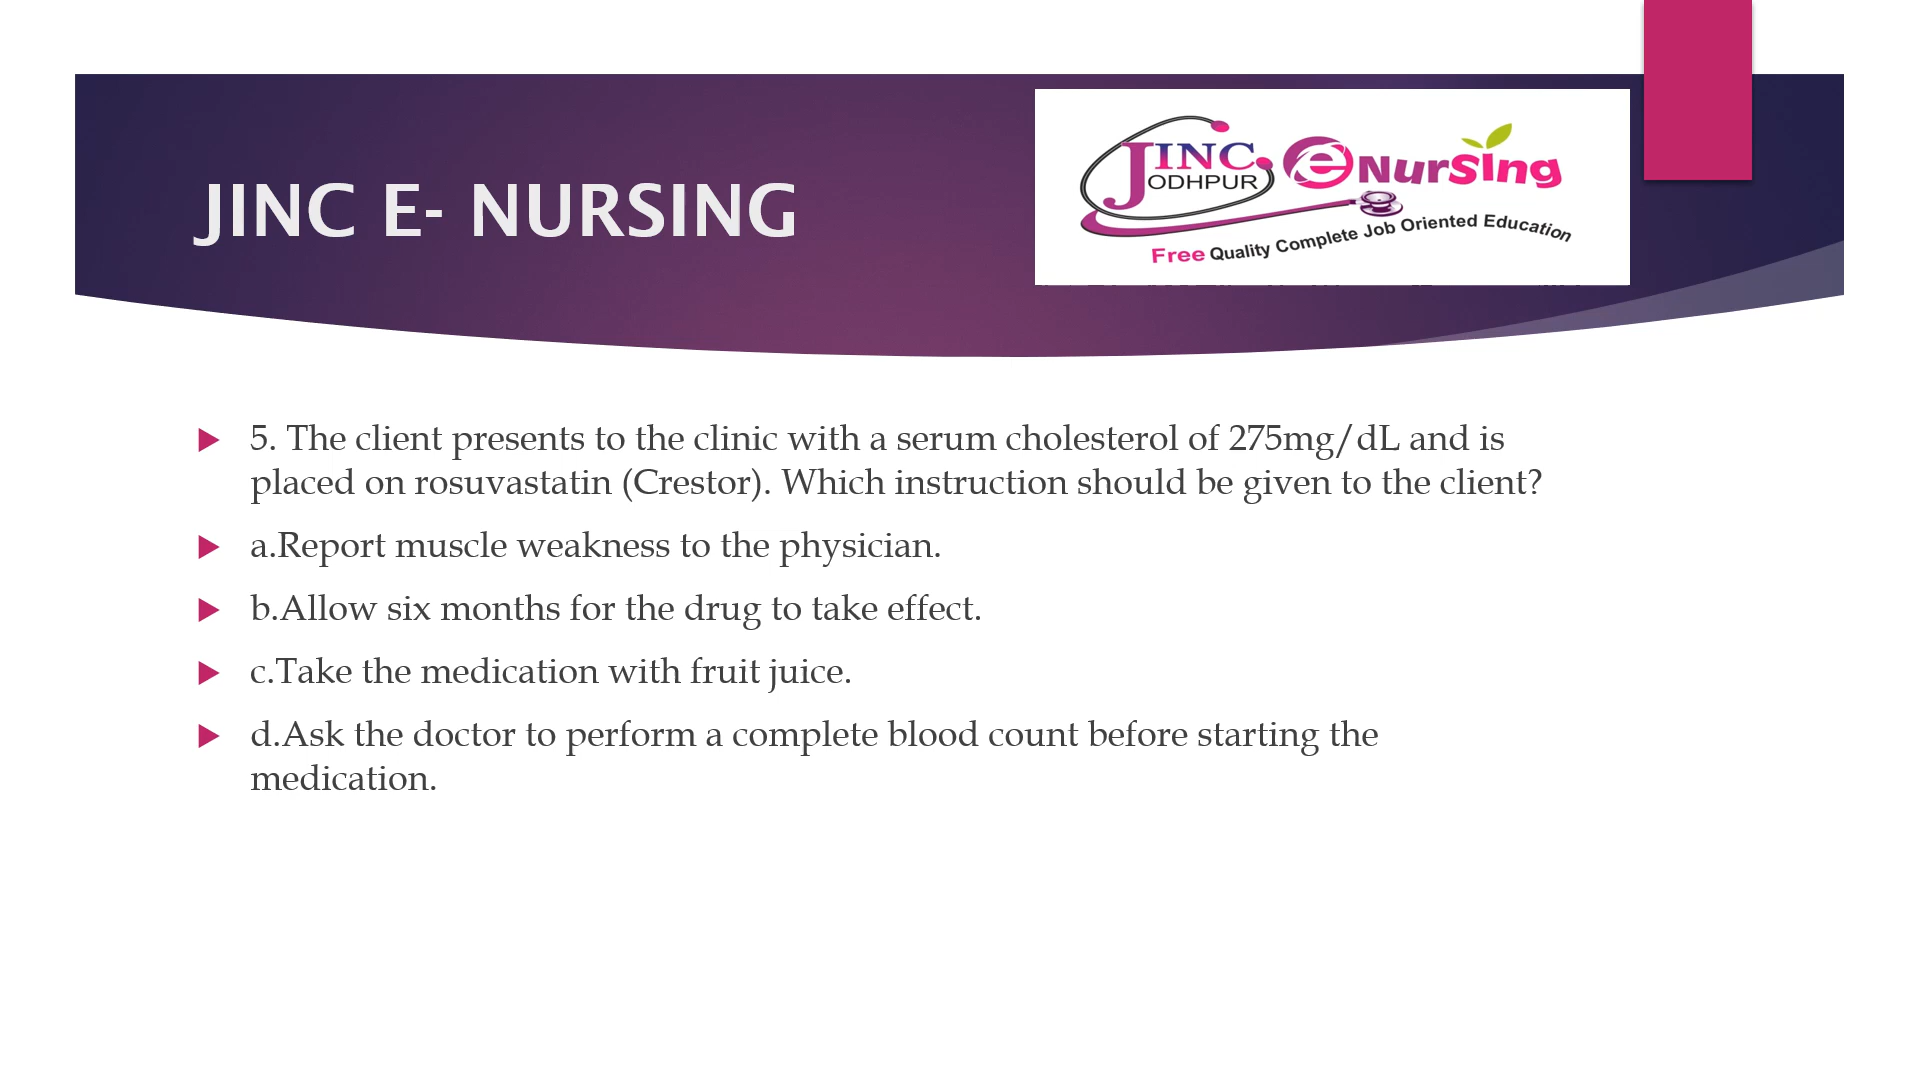 JINC E- NURSING
JINC eNursing
ODHPUR
Free Quality Complete Job Oriented Education
5. The client presents to the clinic with a serum cholesterol of 275mg/dL and is
placed on rosuvastatin (Crestor). Which instruction should be given to the client?
a.Report muscle weakness to the physician.
b.Allow six months for the drug to take effect.
c.Take the medication with fruit juice.
d.Ask the doctor to perform a complete blood count before starting the
medication.